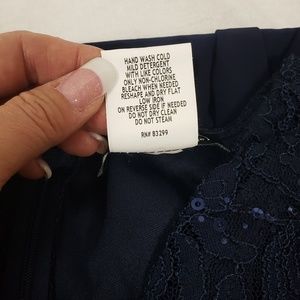 HAND WASH COLD
MILD DETERGENT
WITH LIKE COLORS
ONLY NON-CHLORINE
BLEACH WHEN NEEDED
RESHAPE AND DRY FLAT
LOW IRON
ON REVERSE SIDE IF NEEDED
DO NOT DRY CLEAN
DO NOT STEAM
RN# 83299